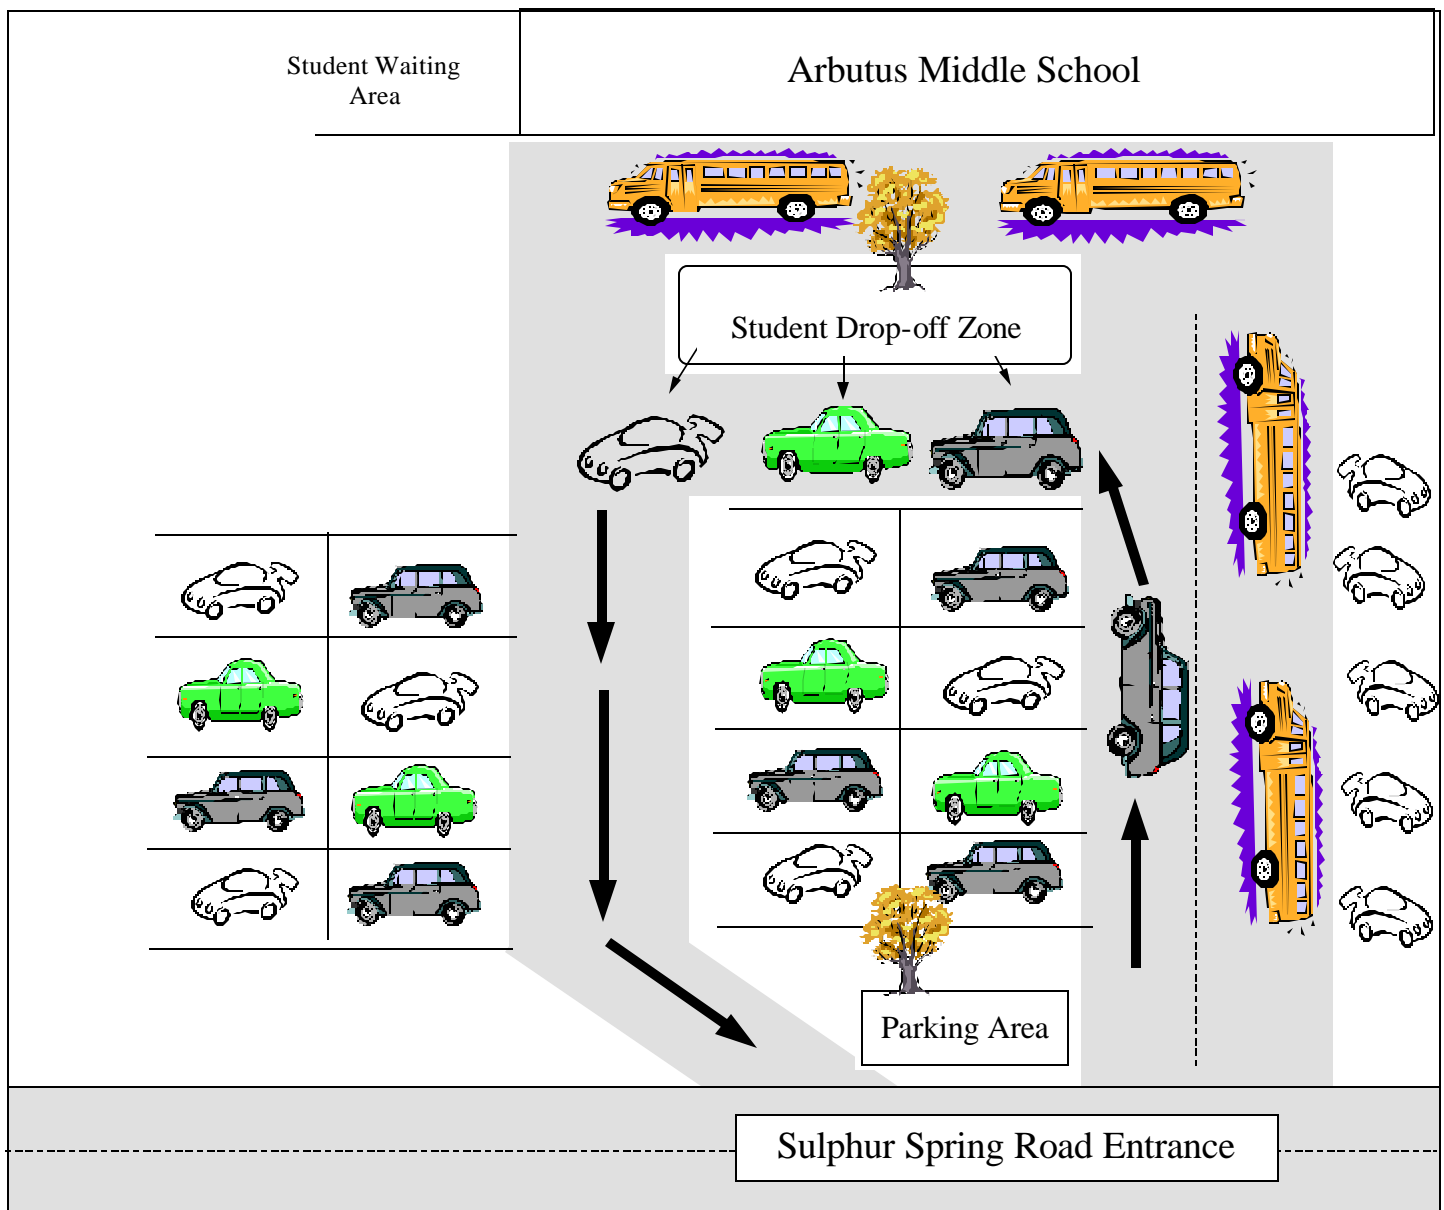 Student Waiting
Area
Arbutus Middle School
Student Drop-off Zone
Parking Area
Sulphur Spring Road Entrance